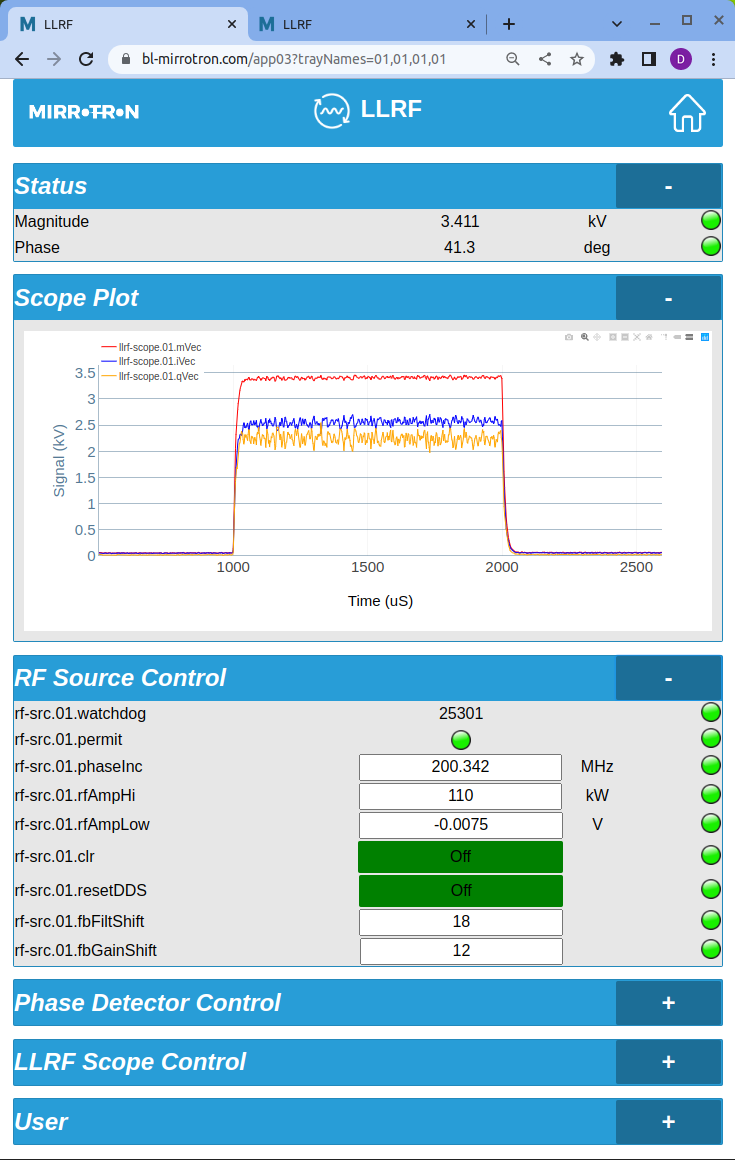 LLRF
LLRF
bl-mirrotron.com/app03?trayNames=01,01,01,01
D
MIRROTRON
LLRF
Status -
Magnitude 3.411 kV
Phase 41.3 deg
Scope Plot -
llrf-scope.01.mVec
llrf-scope.01.iVec
llrf-scope.01.qVec
3.5
3
2.5
2
1.5
1
0.5
0
Signal (kV)
1000 1500 2000 2500
Time (uS)
RF Source Control -
rf-src.01.watchdog 25301
rf-src.01.permit
rf-src.01.phaseInc 200.342 MHz
rf-src.01.rfAmpHi 110 kW
rf-src.01.rfAmpLow -0.0075 V
rf-src.01.clr Off
rf-src.01.resetDDS Off
rf-src.01.fbFiltShift 18
rf-src.01.fbGainShift 12
Phase Detector Control +
LLRF Scope Control +
User +